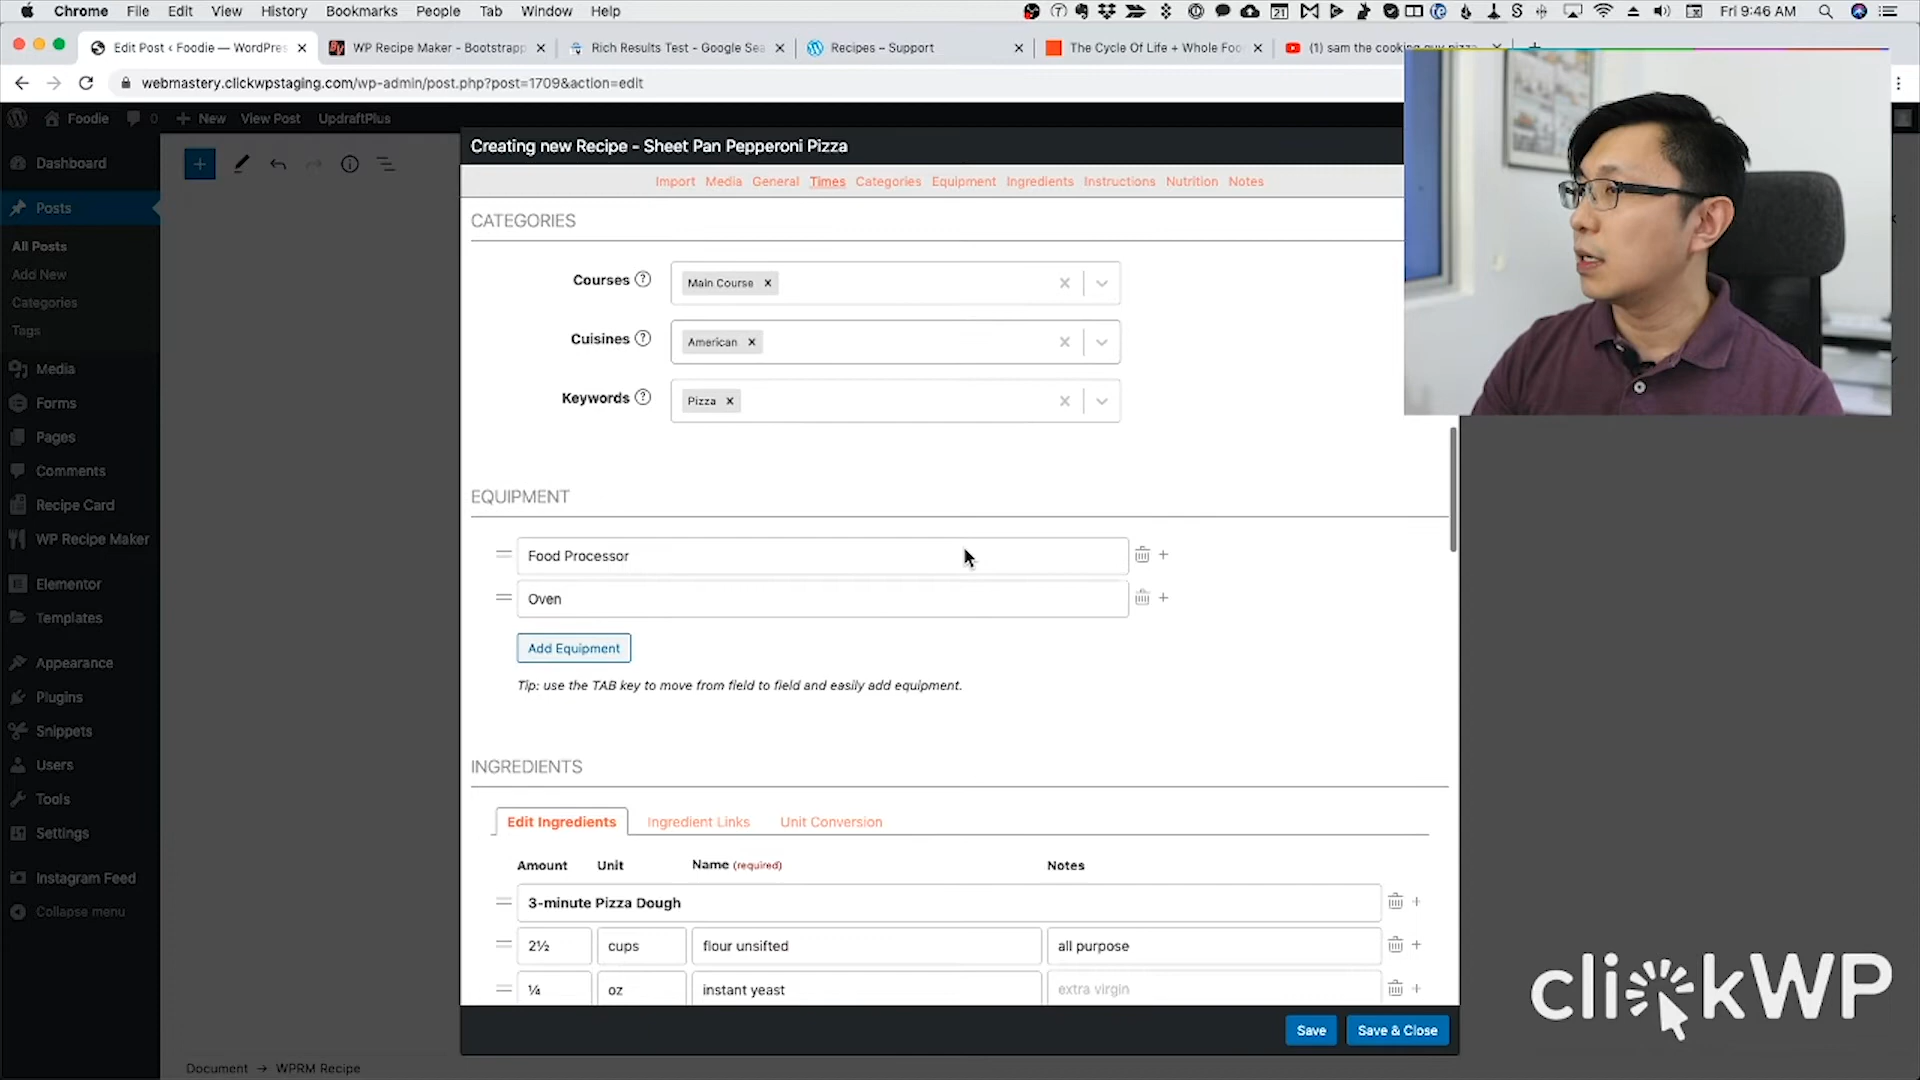 Chrome File Edit View History Bookmarks People Tab Window Help
Fri 9:46 AM
Edit Post ‹ Foodie — WordPres
WP Recipe Maker - Bootstrapp
Rich Results Test - Google Sea
Recipes – Support
The Cycle Of Life + Whole Foo
(1) sam the cooking guy pizza
webmastery.clickwpstaging.com/wp-admin/post.php?post=1709&action=edit
Foodie 0 New View Post UpdraftPlus
Dashboard
Posts
All Posts
Add New
Categories
Tags
Media
Forms
Pages
Comments
Recipe Card
WP Recipe Maker
Elementor
Templates
Appearance
Plugins
Snippets
Users
Tools
Settings
Instagram Feed
Collapse menu
Creating new Recipe - Sheet Pan Pepperoni Pizza
Import Media General Times Categories Equipment Ingredients Instructions Nutrition Notes
CATEGORIES
Courses ? Main Course
Cuisines ? American
Keywords ? Pizza
EQUIPMENT
Food Processor
Oven
Add Equipment
Tip: use the TAB key to move from field to field and easily add equipment.
INGREDIENTS
Edit Ingredients Ingredient Links Unit Conversion
Amount Unit Name (required) Notes
3-minute Pizza Dough
2½ cups flour unsifted all purpose
¼ oz instant yeast extra virgin
Save Save & Close
Document → WPRM Recipe
clickWP